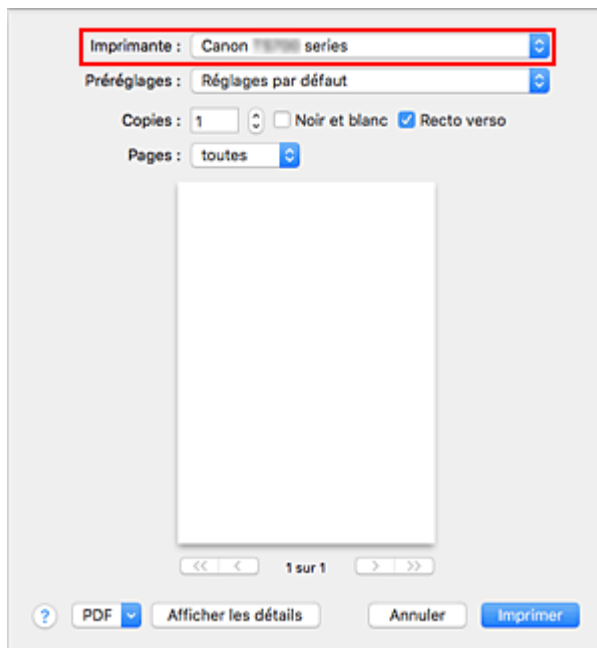 Imprimante : Canon series
Préréglages : Réglages par défaut
Copies : 1 Noir et blanc Recto verso
Pages : toutes
<< < 1 sur 1 > >>
? PDF Afficher les détails Annuler Imprimer